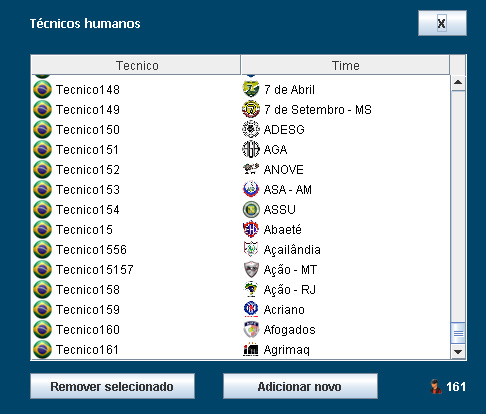 Técnicos humanos X
Tecnico Time
Tecnico148 7 de Abril
Tecnico149 7 de Setembro - MS
Tecnico150 ADESG
Tecnico151 AGA
Tecnico152 ANOVE
Tecnico153 ASA - AM
Tecnico154 ASSU
Tecnico15 Abaeté
Tecnico1556 Açailândia
Tecnico15157 Ação - MT
Tecnico158 Ação - RJ
Tecnico159 Acriano
Tecnico160 Afogados
Tecnico161 Agrimaq
Remover selecionado Adicionar novo 161